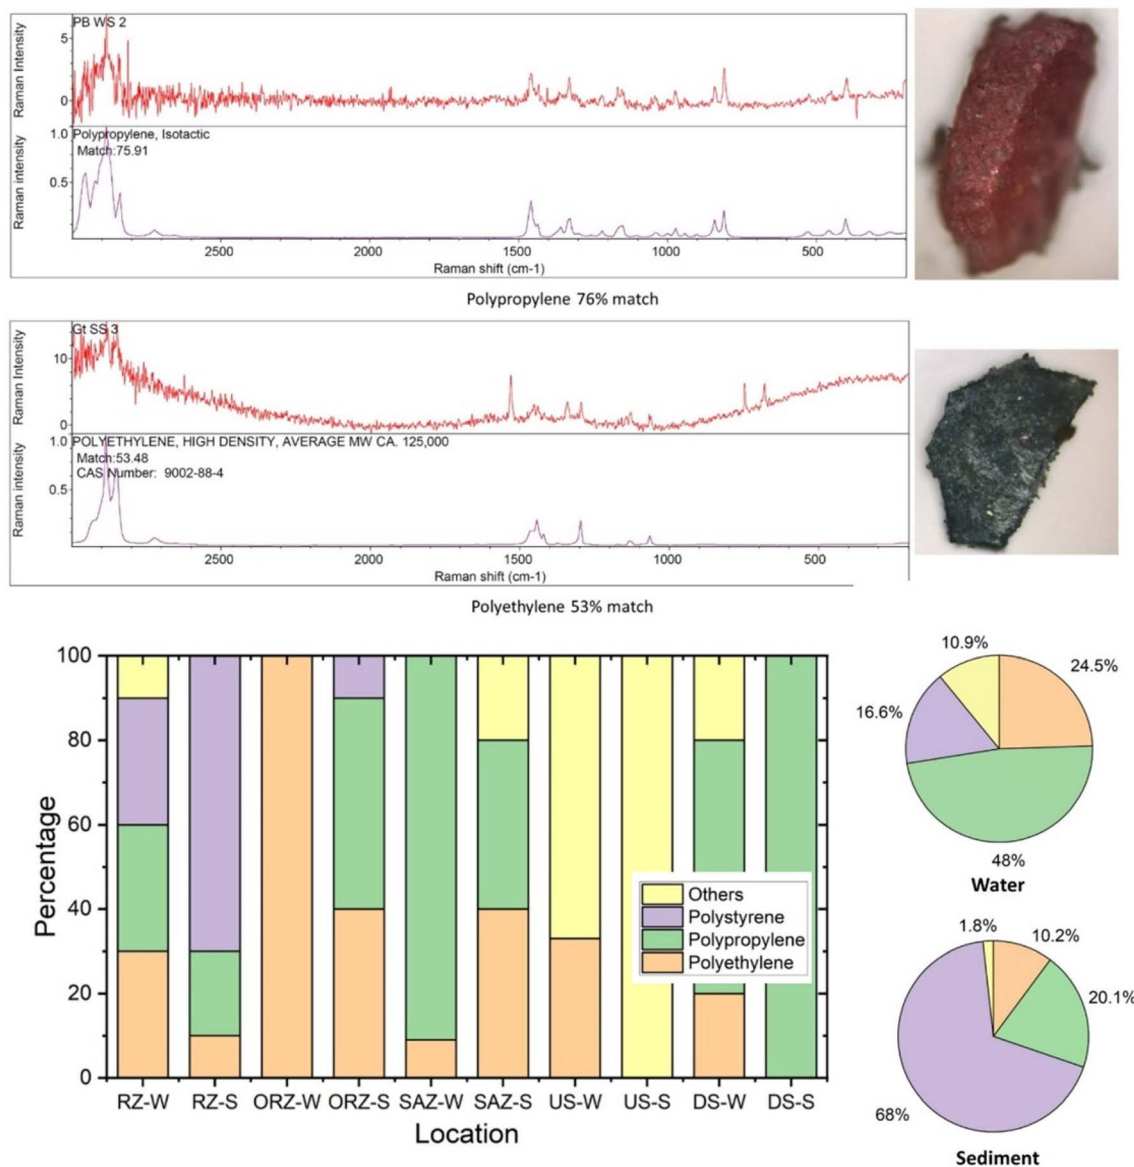 PB WS 2
Raman Intensity
5
0
Polypropylene, Isotactic
Match:75.91
Raman intensity
1.0
0.5
2500 2000 1500 1000 500
Raman shift (cm-1)
Polypropylene 76% match
Gt SS 3
Raman Intensity
10
0
POLYETHYLENE, HIGH DENSITY, AVERAGE MW CA. 125,000
Match:53.48
CAS Number: 9002-88-4
Raman intensity
1.0
0.5
2500 2000 1500 1000 500
Raman shift (cm-1)
Polyethylene 53% match
Percentage
100
80
60
40
20
0
Others
Polystyrene
Polypropylene
Polyethylene
RZ-W RZ-S ORZ-W ORZ-S SAZ-W SAZ-S US-W US-S DS-W DS-S
Location
10.9%
24.5%
16.6%
48%
Water
1.8%
10.2%
20.1%
68%
Sediment